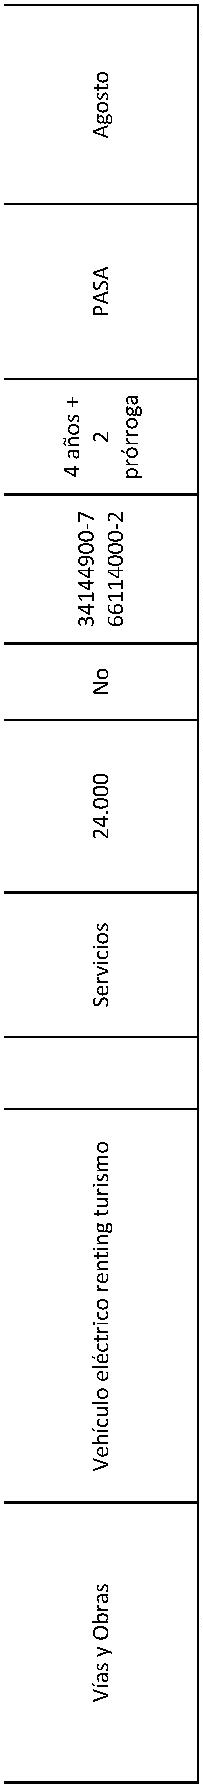 Vías y Obras
Vehículo eléctrico renting turismo
Servicios
24.000
No
34144900-7
66114000-2
4 años +
2
prórroga
PASA
Agosto